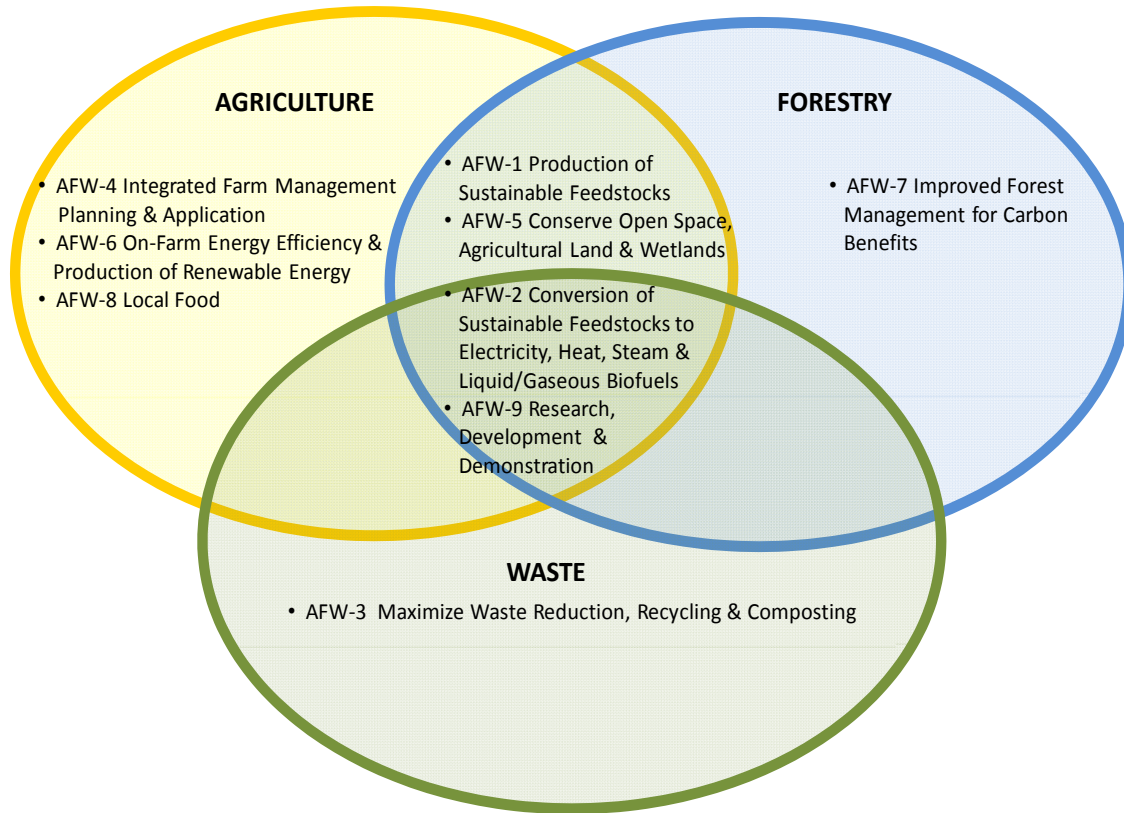 AGRICULTURE
• AFW-4 Integrated Farm Management
Planning & Application
• AFW-6 On-Farm Energy Efficiency &
Production of Renewable Energy
• AFW-8 Local Food
• AFW-1 Production of
Sustainable Feedstocks
• AFW-5 Conserve Open Space,
Agricultural Land & Wetlands
• AFW-2 Conversion of
Sustainable Feedstocks to
Electricity, Heat, Steam &
Liquid/Gaseous Biofuels
• AFW-9 Research,
Development &
Demonstration
FORESTRY
• AFW-7 Improved Forest
Management for Carbon
Benefits
WASTE
• AFW-3 Maximize Waste Reduction, Recycling & Composting